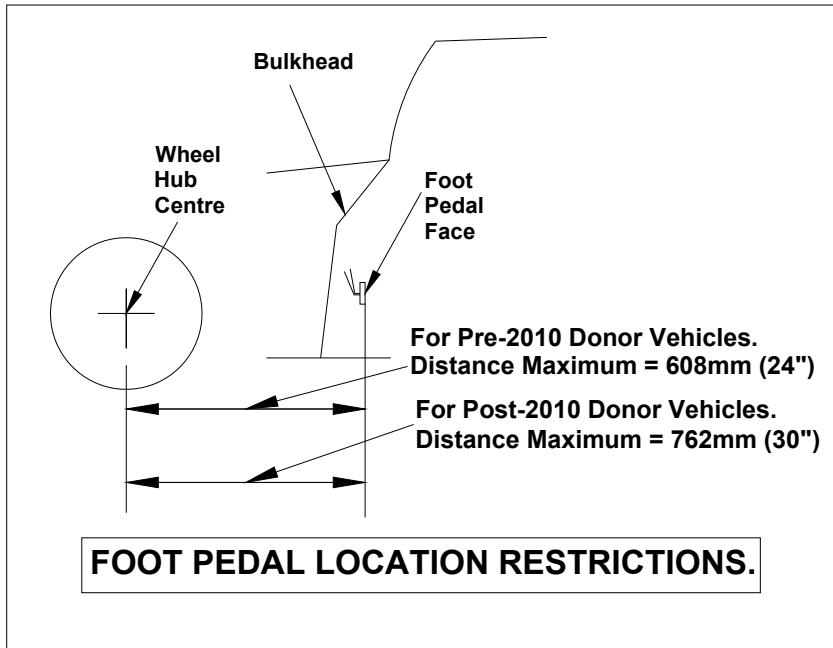 Bulkhead
Wheel
Hub
Centre
Foot
Pedal
Face
For Pre-2010 Donor Vehicles.
Distance Maximum = 608mm (24")
For Post-2010 Donor Vehicles.
Distance Maximum = 762mm (30")
FOOT PEDAL LOCATION RESTRICTIONS.